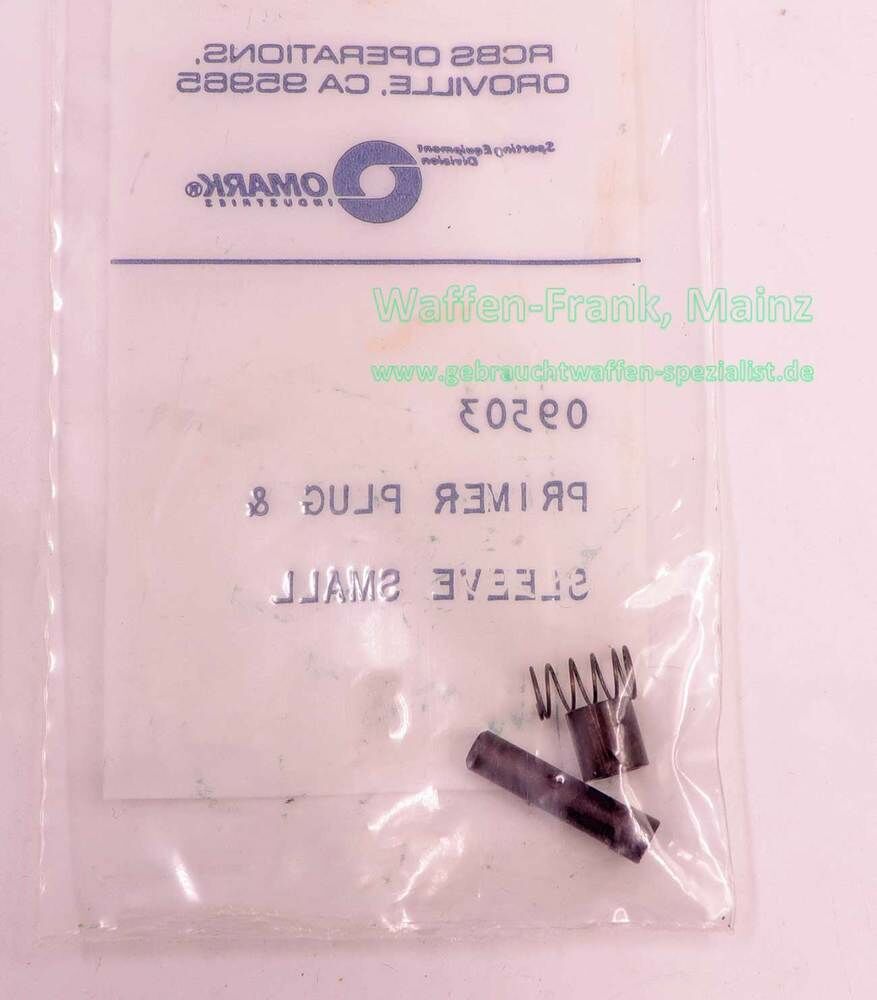 RCBS OPERATIONS,
OROVILLE, CA 95965
Sporting Equipment
Division
OMARK®
INDUSTRIES
Waffen-Frank, Mainz
www.gebrauchtwaffen-spezialist.de
09503
PRIMER PLUG &
SLEEVE SMALL